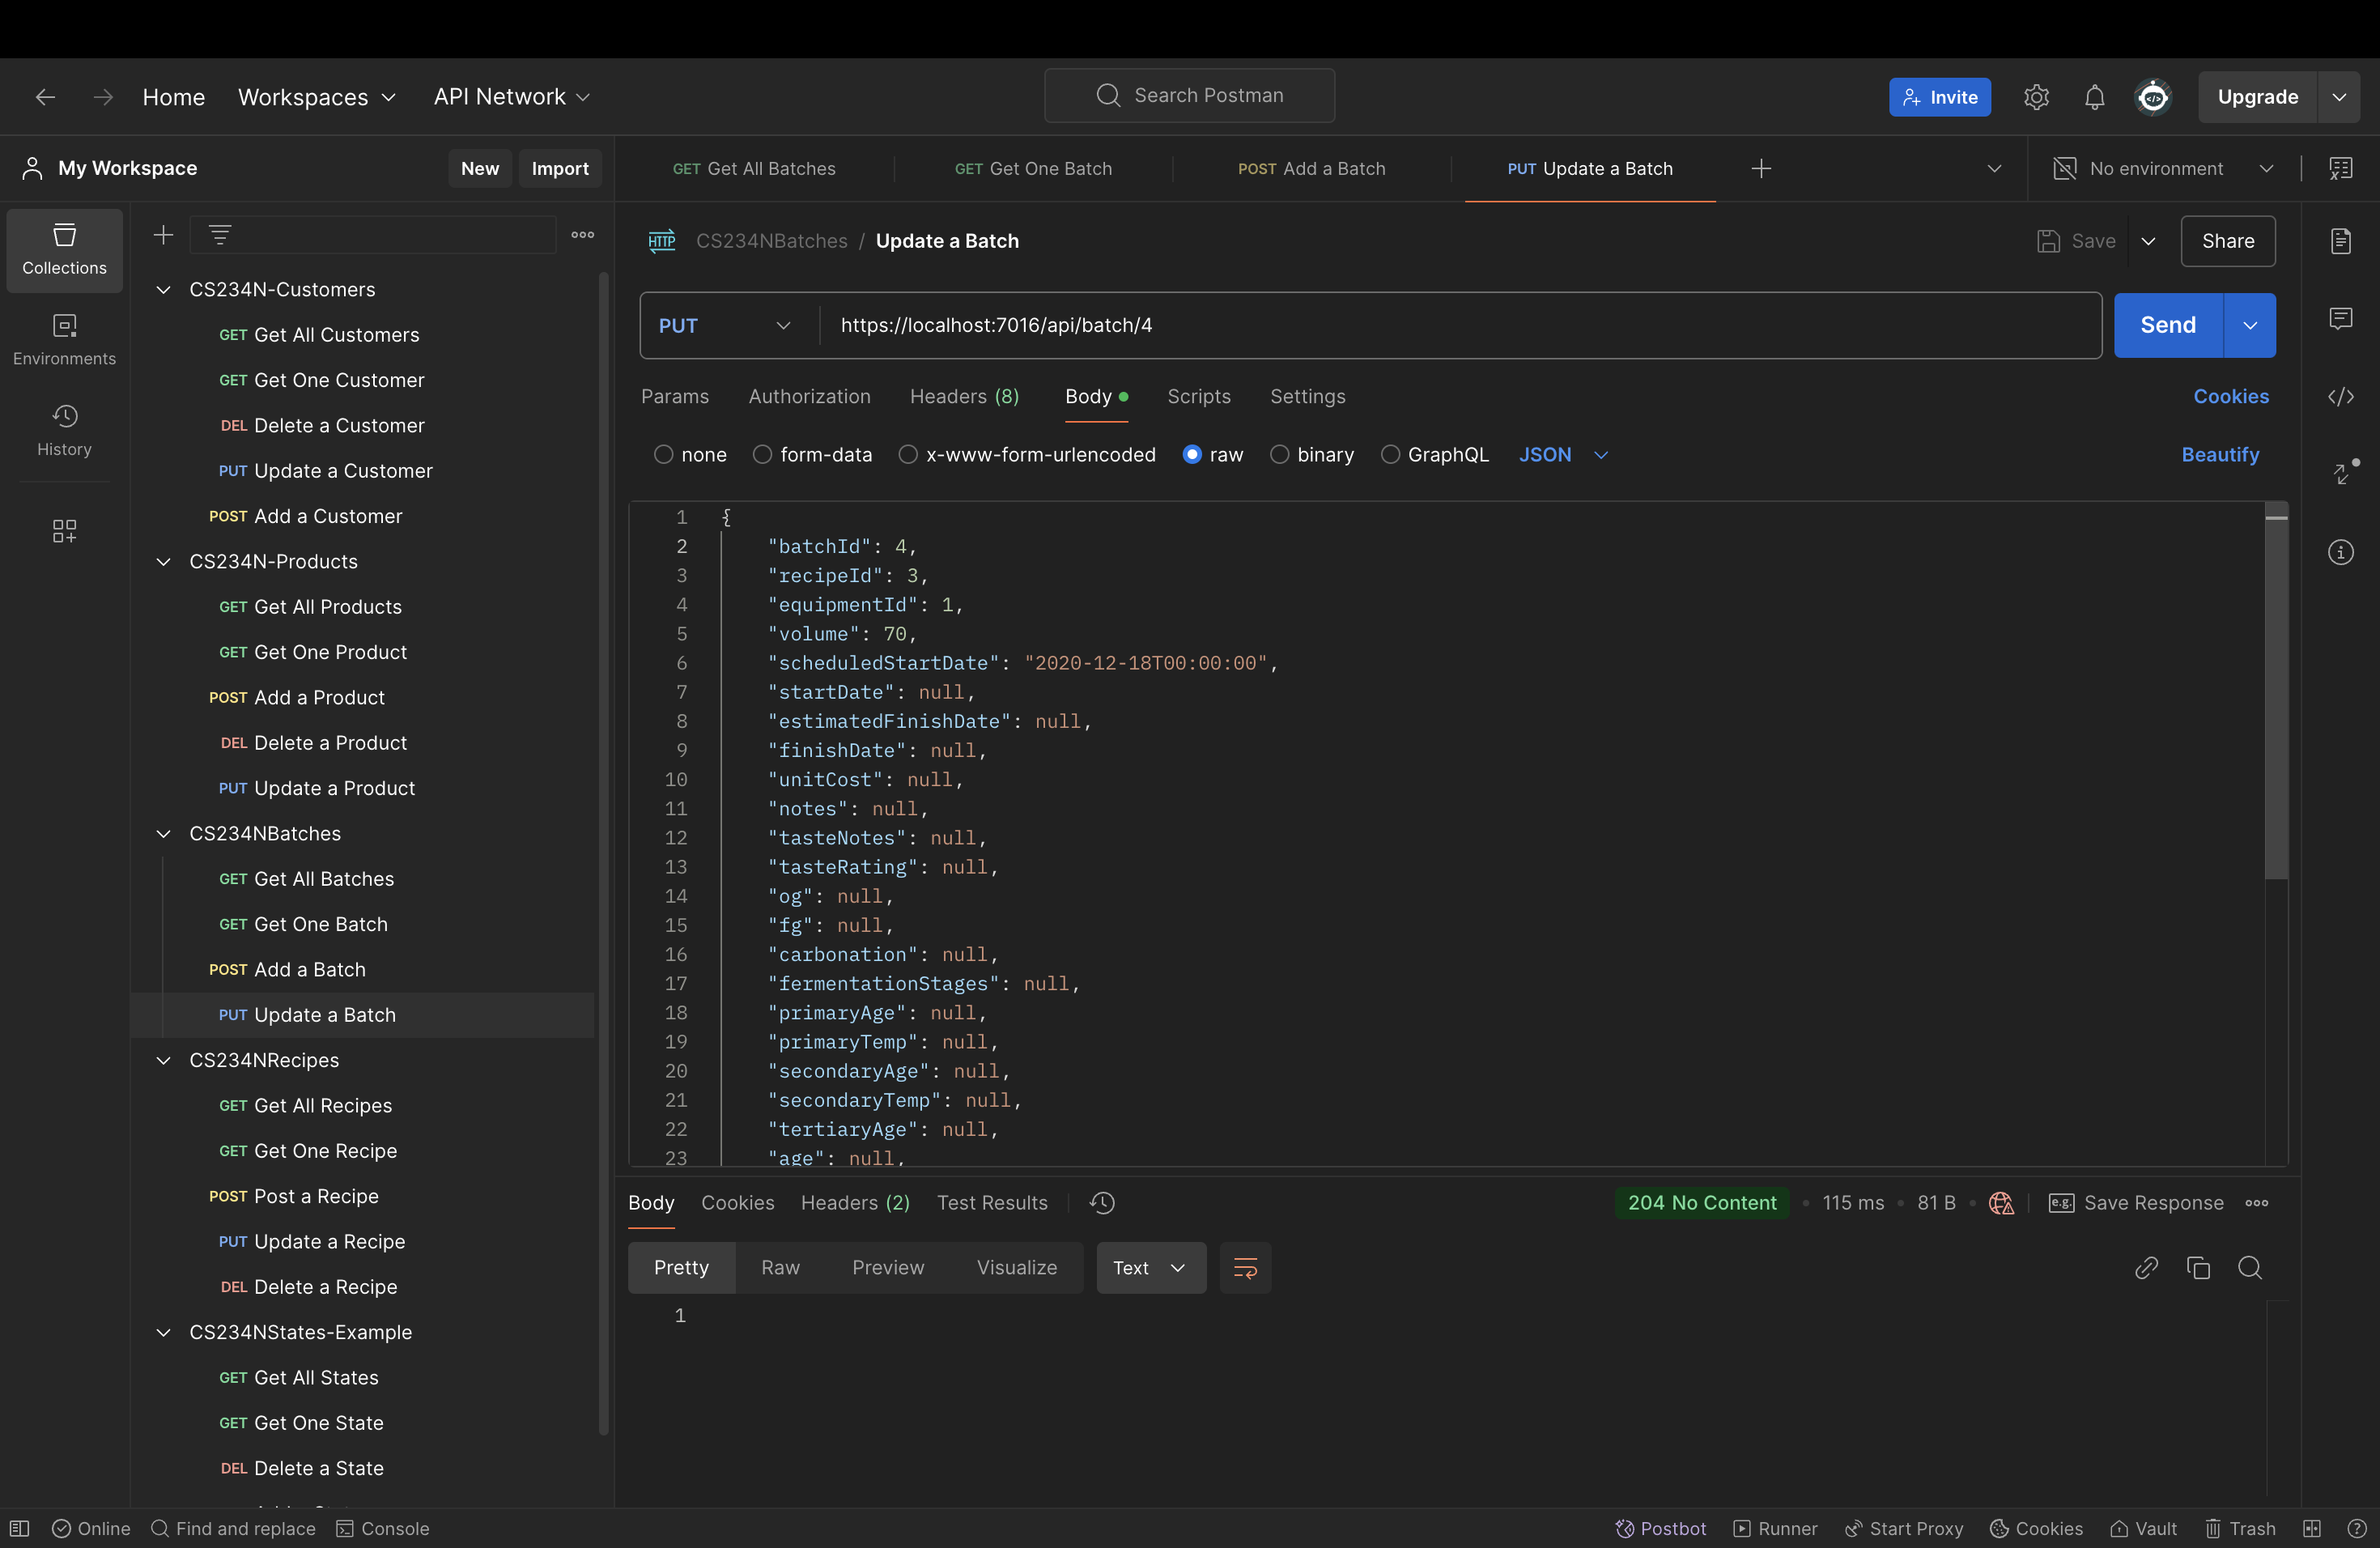 Home Workspaces API Network Search Postman Invite Upgrade
My Workspace New Import
GET Get All Batches GET Get One Batch POST Add a Batch PUT Update a Batch No environment
Collections
Environments
History
CS234N-Customers
GET Get All Customers
GET Get One Customer
DEL Delete a Customer
PUT Update a Customer
POST Add a Customer
CS234N-Products
GET Get All Products
GET Get One Product
POST Add a Product
DEL Delete a Product
PUT Update a Product
CS234NBatches
GET Get All Batches
GET Get One Batch
POST Add a Batch
PUT Update a Batch
CS234NRecipes
GET Get All Recipes
GET Get One Recipe
POST Post a Recipe
PUT Update a Recipe
DEL Delete a Recipe
CS234NStates-Example
GET Get All States
GET Get One State
DEL Delete a State
HTTP CS234NBatches / Update a Batch Save Share
PUT https://localhost:7016/api/batch/4 Send
Params Authorization Headers (8) Body Scripts Settings Cookies
none form-data x-www-form-urlencoded raw binary GraphQL JSON Beautify
1 {
2 "batchId": 4,
3 "recipeId": 3,
4 "equipmentId": 1,
5 "volume": 70,
6 "scheduledStartDate": "2020-12-18T00:00:00",
7 "startDate": null,
8 "estimatedFinishDate": null,
9 "finishDate": null,
10 "unitCost": null,
11 "notes": null,
12 "tasteNotes": null,
13 "tasteRating": null,
14 "og": null,
15 "fg": null,
16 "carbonation": null,
17 "fermentationStages": null,
18 "primaryAge": null,
19 "primaryTemp": null,
20 "secondaryAge": null,
21 "secondaryTemp": null,
22 "tertiaryAge": null,
23 "age": null,
Body Cookies Headers (2) Test Results 204 No Content 115 ms 81 B e.g. Save Response
Pretty Raw Preview Visualize Text
1
Online Find and replace Console Postbot Runner Start Proxy Cookies Vault Trash